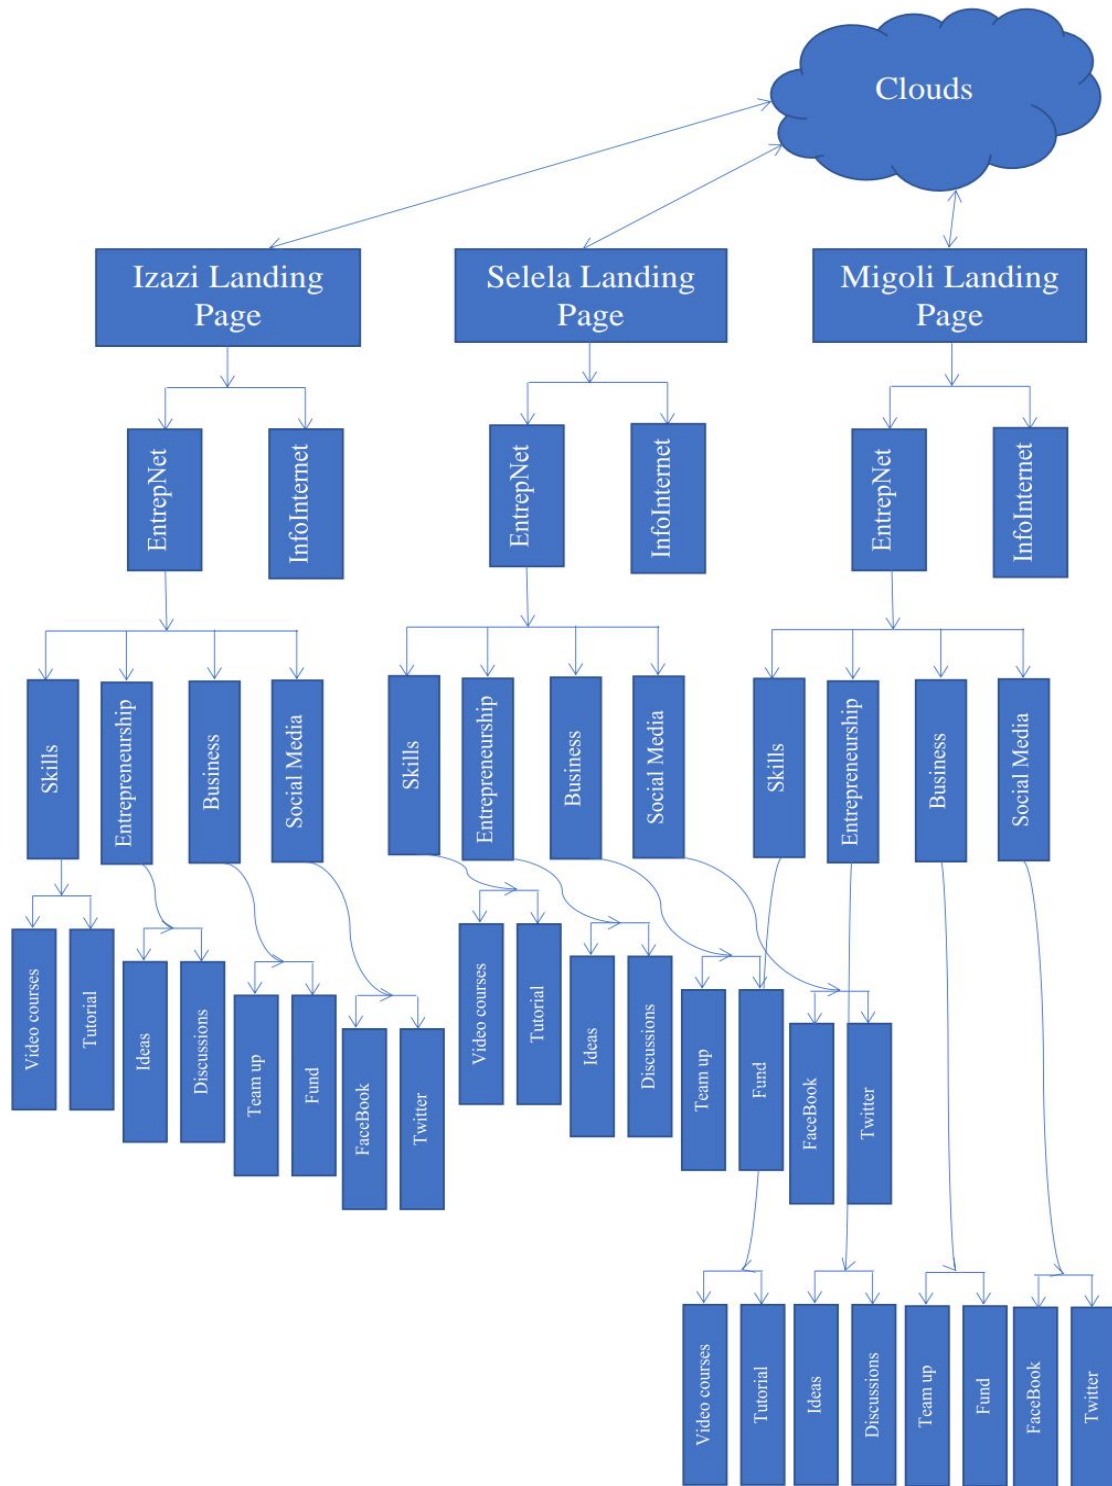 Clouds
Izazi Landing
Page
Selela Landing
Page
Migoli Landing
Page
EntrepNet
InfoInternet
EntrepNet
InfoInternet
EntrepNet
InfoInternet
Skills
Entrepreneurship
Business
Social Media
Skills
Entrepreneurship
Business
Social Media
Skills
Entrepreneurship
Business
Social Media
Video courses
Tutorial
Ideas
Discussions
Team up
Fund
FaceBook
Twitter
Video courses
Tutorial
Ideas
Discussions
Team up
Fund
FaceBook
Twitter
Video courses
Tutorial
Ideas
Discussions
Team up
Fund
FaceBook
Twitter